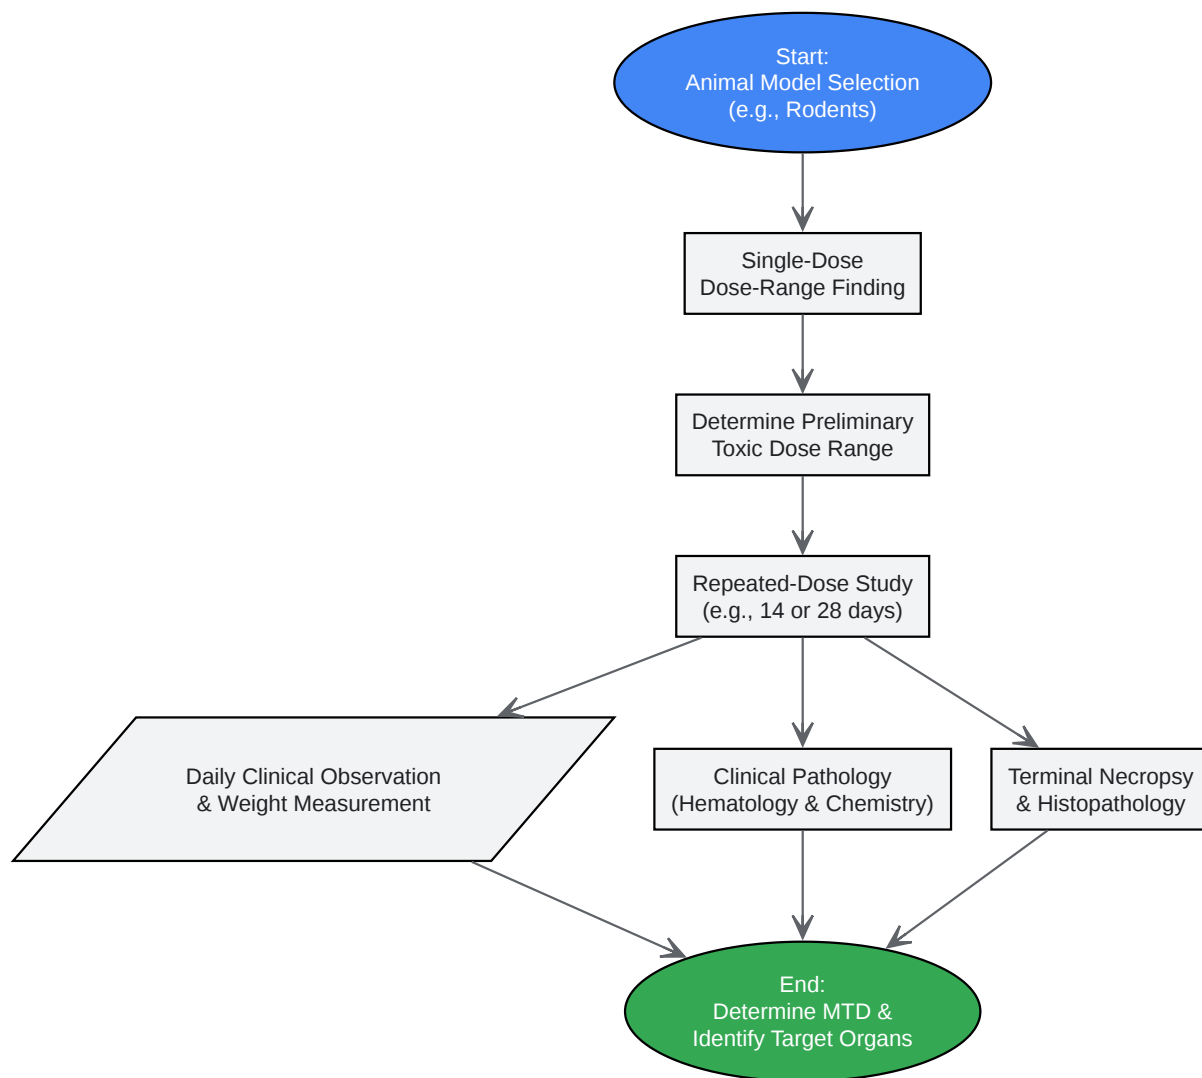 Start:
Animal Model Selection
(e.g., Rodents)
Single-Dose
Dose-Range Finding
Determine Preliminary
Toxic Dose Range
Repeated-Dose Study
(e.g., 14 or 28 days)
Daily Clinical Observation
& Weight Measurement
Clinical Pathology
(Hematology & Chemistry)
Terminal Necropsy
& Histopathology
End:
Determine MTD &
Identify Target Organs